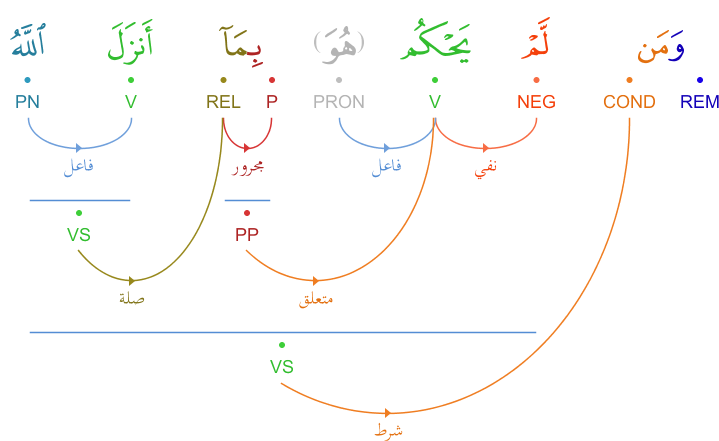 وَمَن لَّمْ يَحْكُم (هُوَ) بِمَآ أَنزَلَ ٱللَّهُ
REM COND NEG V PRON P REL V PN
فاعل مجرور فاعل نفي
VS PP
صلة متعلق
VS
شرط